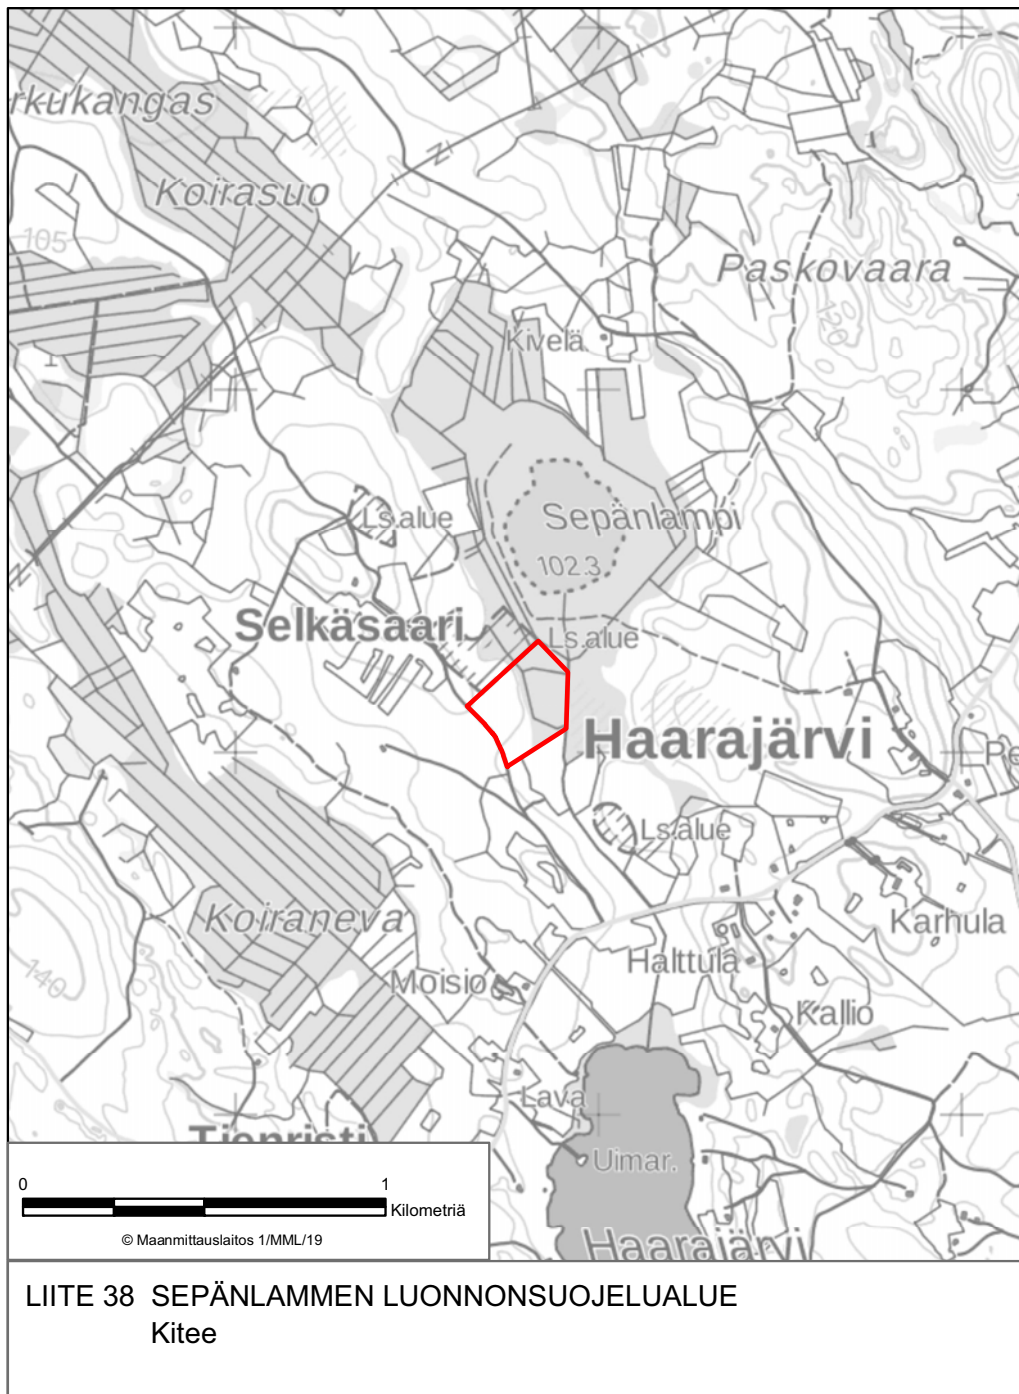 rkukangas
Koirasuo
105
Paskovaara
120
Kivelä
Ls.alue
Sepänlampi
102.3
Selkäsaari
Ls.alue
Haarajärvi
Pe
Ls.alue
Koiraneva
Karhula
140
Moisio
Halttula
Kallio
Lava
Tienristi
Uimar.
Haarajärvi
0 1
Kilometriä
© Maanmittauslaitos 1/MML/19
LIITE 38 SEPÄNLAMMEN LUONNONSUOJELUALUE
Kitee